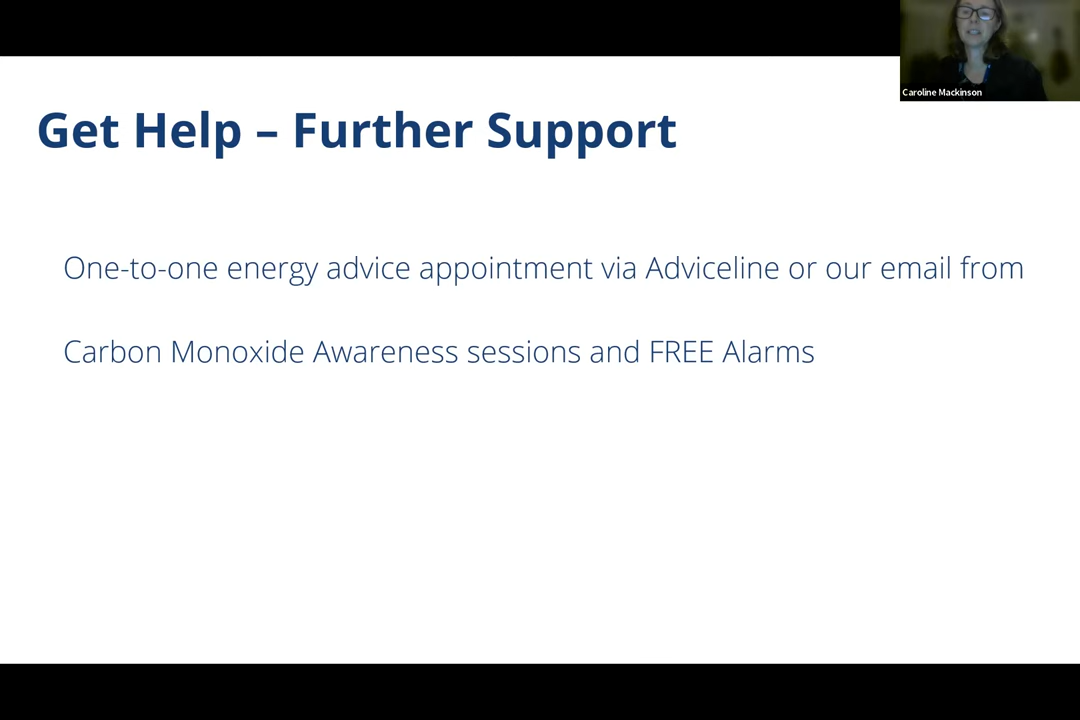 Caroline Mackinson
Get Help – Further Support
One-to-one energy advice appointment via Adviceline or our email from
Carbon Monoxide Awareness sessions and FREE Alarms